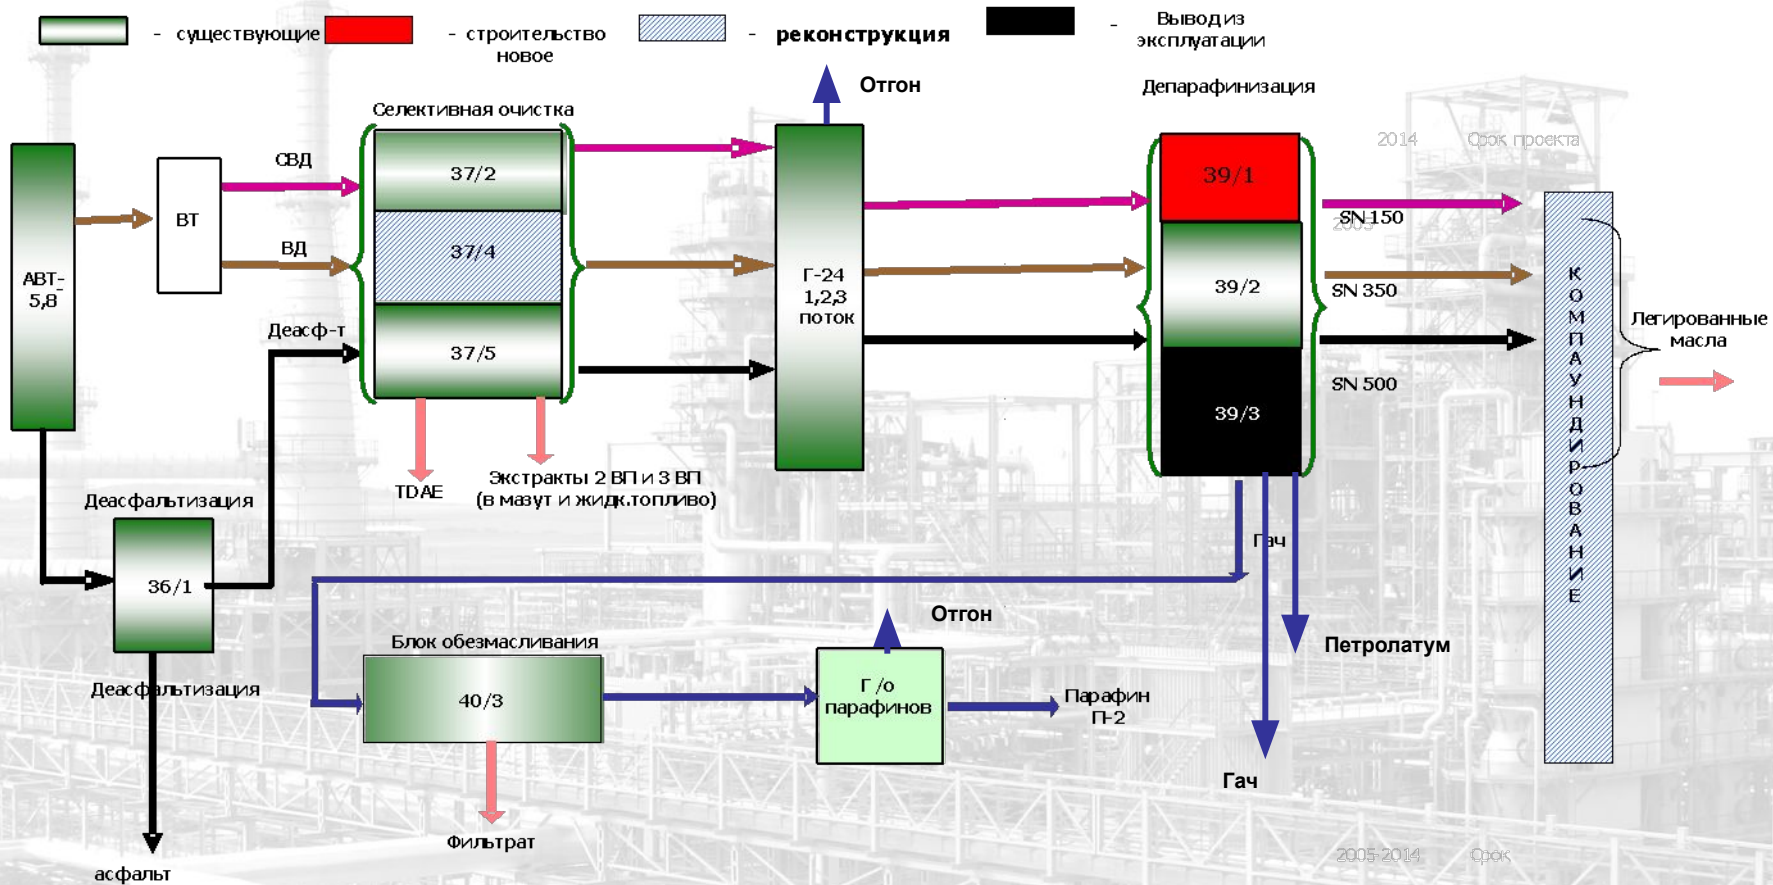 - существующие
- строительство
новое
- реконструкция
- Вывод из
эксплуатации
Отгон
Депарафинизация
Селективная очистка
2014 Срок проекта
СВД
37/2
39/1
ВТ
SN 150
2005
ВД
37/4
АВТ-
5,8
Г-24
1,2,3
поток
39/2
SN 350
КОМПАУНДИРОВАНИЕ
Легированные
масла
Деасф-т
37/5
SN 500
39/3
TDAE
Экстракты 2 ВП и 3 ВП
(в мазут и жидк.топливо)
Деасфальтизация
36/1
Гач
Отгон
Блок обезмасливания
Петролатум
Деасфальтизация
40/3
Г/о
парафинов
Парафин
П-2
Гач
Фильтрат
2005-2014 Срок
асфальт